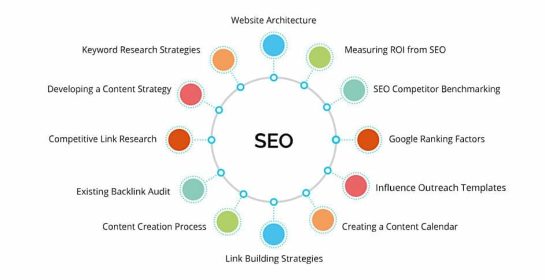 Website Architecture
Keyword Research Strategies
Measuring ROI from SEO
Developing a Content Strategy
SEO Competitor Benchmarking
Competitive Link Research
SEO
Google Ranking Factors
Existing Backlink Audit
Influence Outreach Templates
Content Creation Process
Creating a Content Calendar
Link Building Strategies